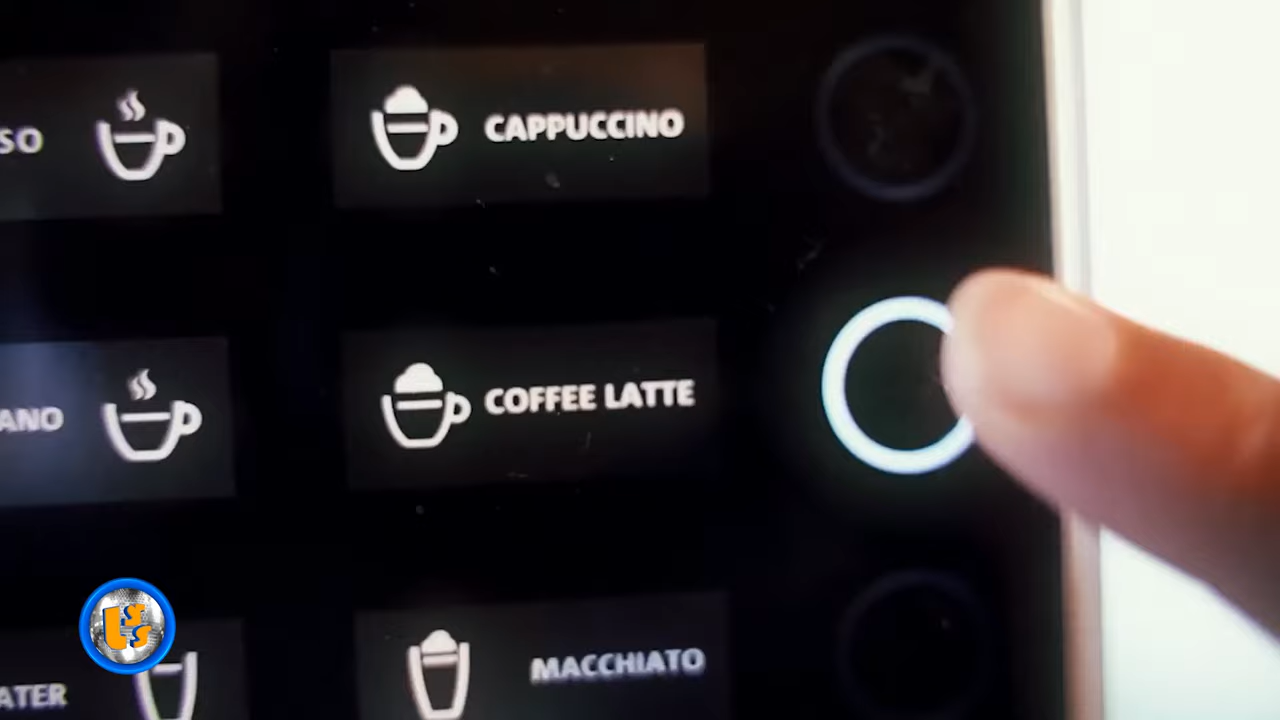 SO
CAPPUCCINO
ANO
COFFEE LATTE
ATER
MACCHIATO